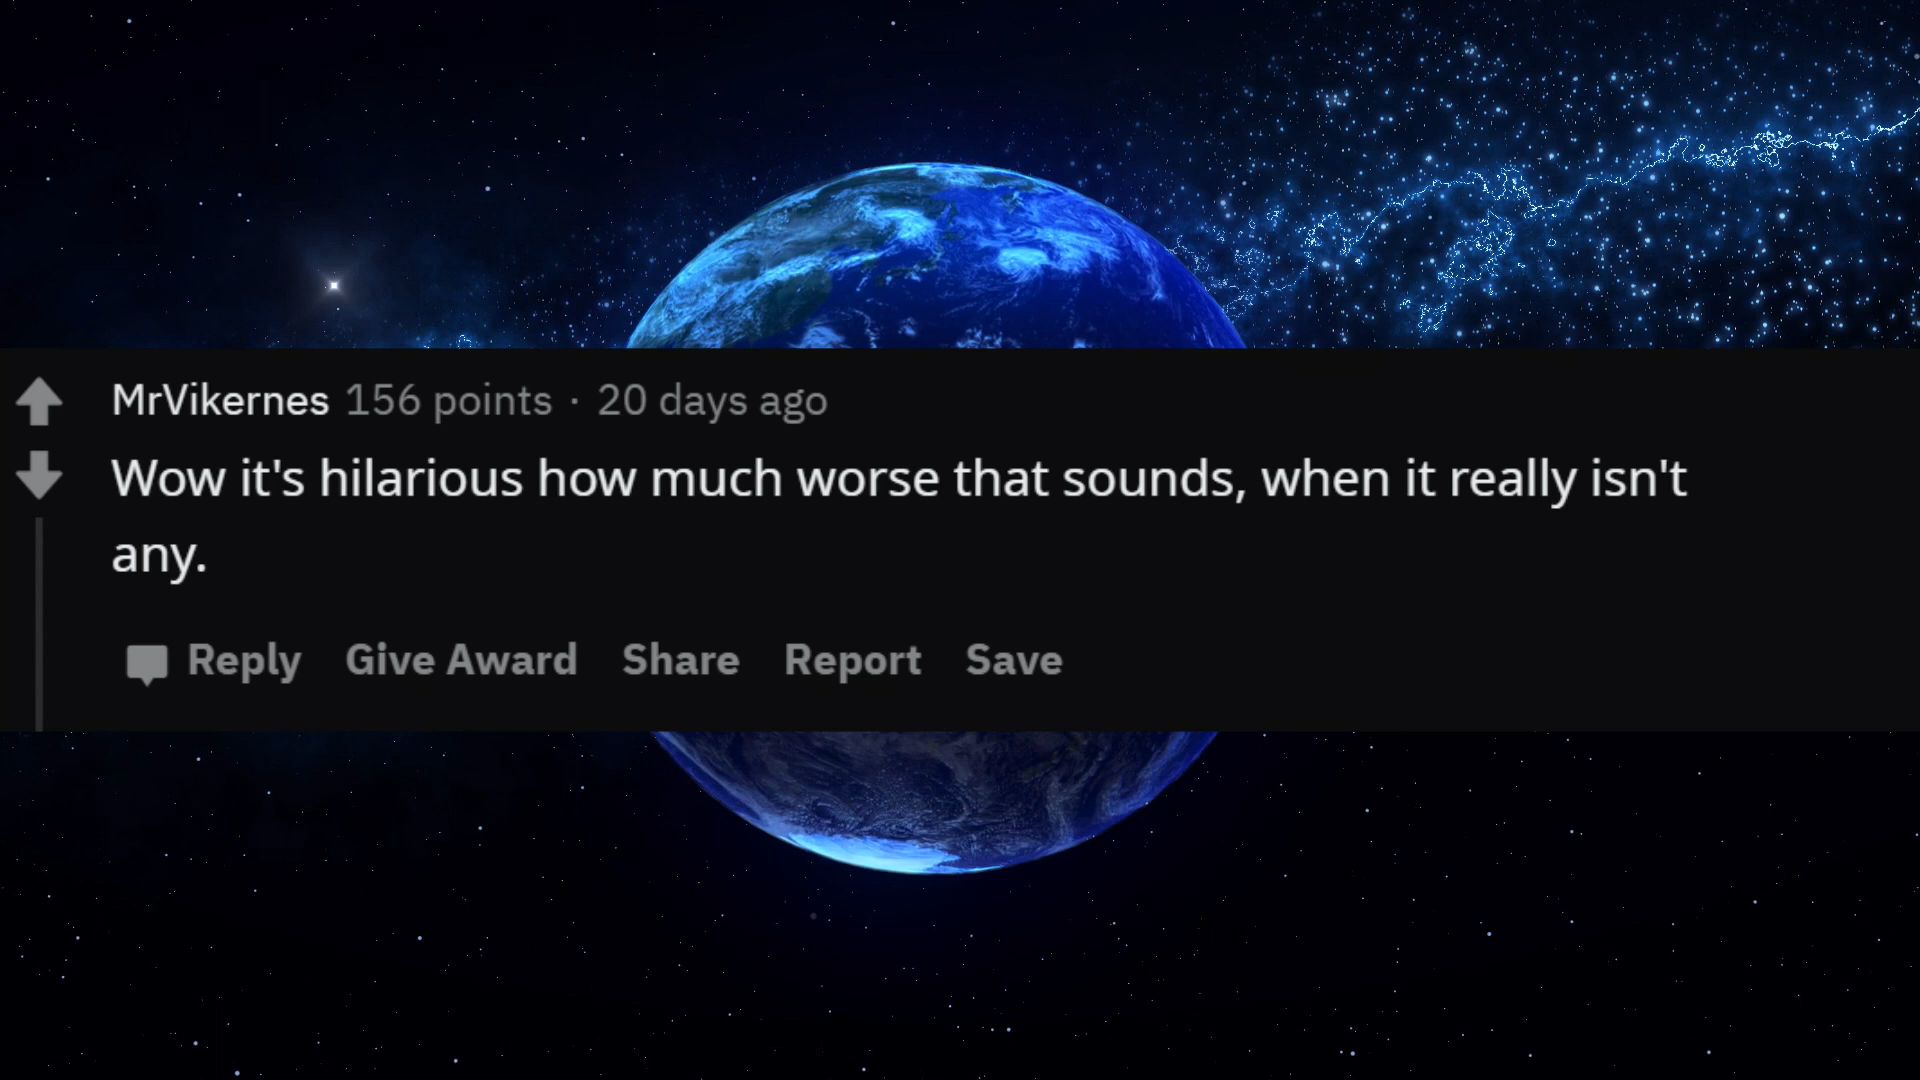 MrVikernes 156 points · 20 days ago
Wow it's hilarious how much worse that sounds, when it really isn't
any.
Reply Give Award Share Report Save